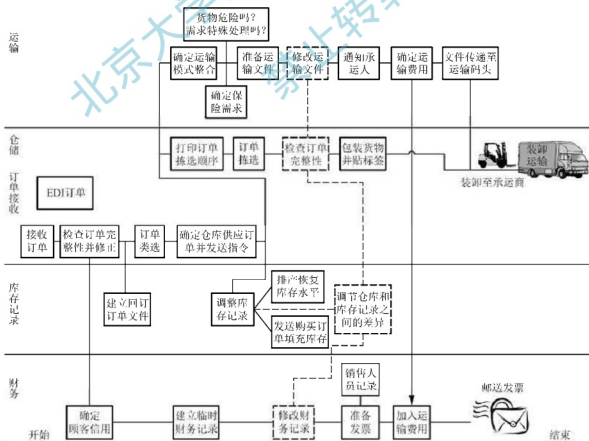 货物危险吗？
需求特殊处理吗？
运输
确定运输
模式整合
准备运
输文件
修改运
输文件
通知承
运人
确定运
输费用
文件传递至
运输码头
确定保
险需求
北京大学
禁止转
仓储
打印订单
拣选顺序
订单
拣选
检查订单
完整性
包装货物
并贴标签
装卸
运输
装卸至承运商
订单接收
EDI订单
接收
订单
检查订单完
整性并修正
订单
类选
确定仓库供应订
单并发送指令
库存记录
建立回订
订单文件
调整库
存记录
排产恢复
库存水平
发送购买订
单填充库存
调节仓库和
库存记录之
间的差异
财务
销售人
员记录
邮送发票
确定
顾客信用
建立临时
财务记录
修改财
务记录
准备
发票
加入运
输费用
开始
结束